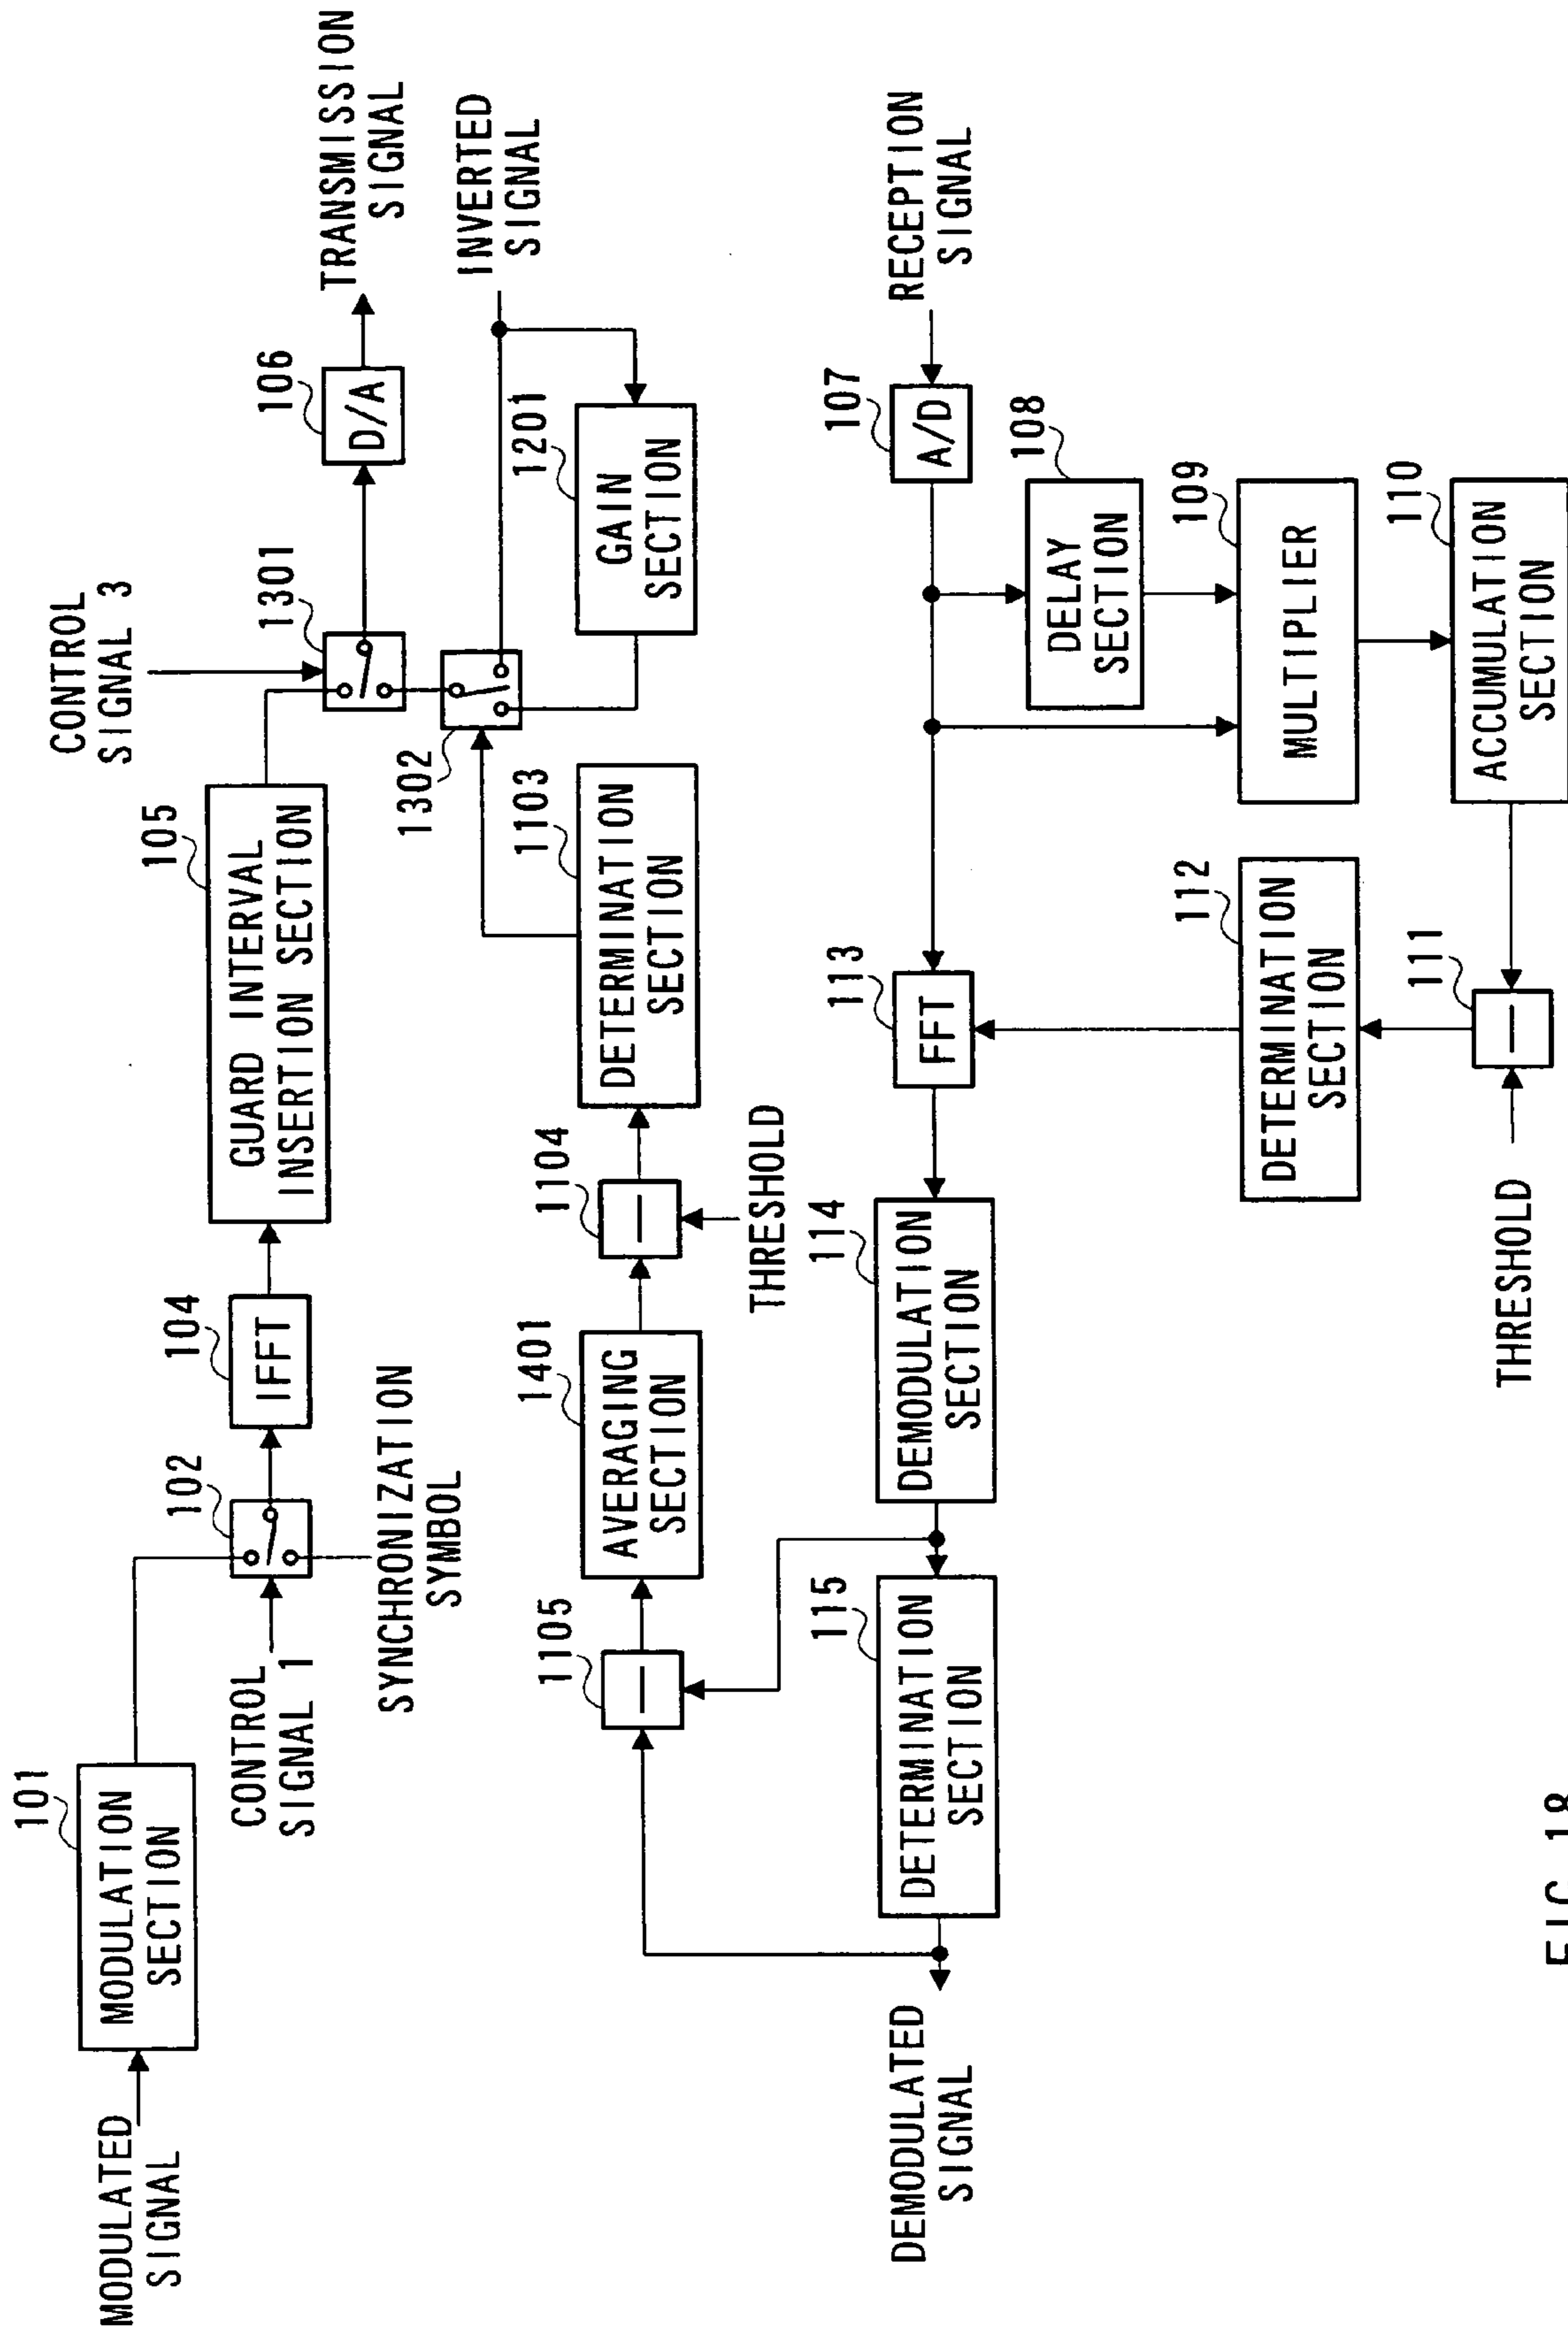 MODULATED
SIGNAL
101
MODULATION
SECTION
CONTROL
SIGNAL 1
102
SYNCHRONIZATION
SYMBOL
104
IFFT
105
GUARD INTERVAL
INSERTION SECTION
CONTROL
SIGNAL 3
1301
106
D/A
TRANSMISSION
SIGNAL
1105
1401
AVERAGING
SECTION
1104
THRESHOLD
1103
DETERMINATION
SECTION
1302
1201
GAIN
SECTION
INVERTED
SIGNAL
DEMODULATED
SIGNAL
115
DETERMINATION
SECTION
114
DEMODULATION
SECTION
113
FFT
107
A/D
RECEPTION
SIGNAL
108
DELAY
SECTION
109
MULTIPLIER
110
ACCUMULATION
SECTION
112
DETERMINATION
SECTION
111
THRESHOLD
FIG. 18